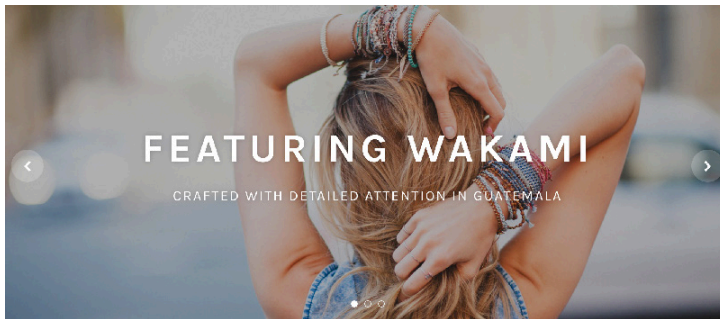 FEATURING WAKAMI
CRAFTED WITH DETAILED ATTENTION IN GUATEMALA